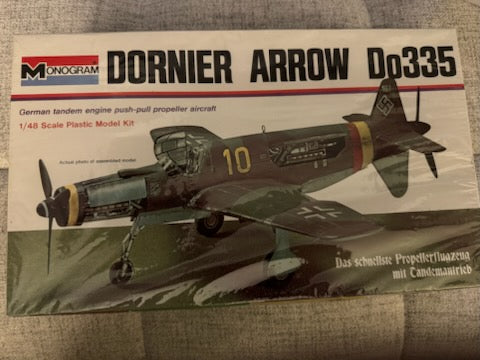 MONOGRAM
DORNIER ARROW Do335
German tandem engine push-pull propeller aircraft
1/48 Scale Plastic Model Kit
Actual photo of assembled model
10
Das schnellste Propellerflugzeug
mit Tandemantrieb